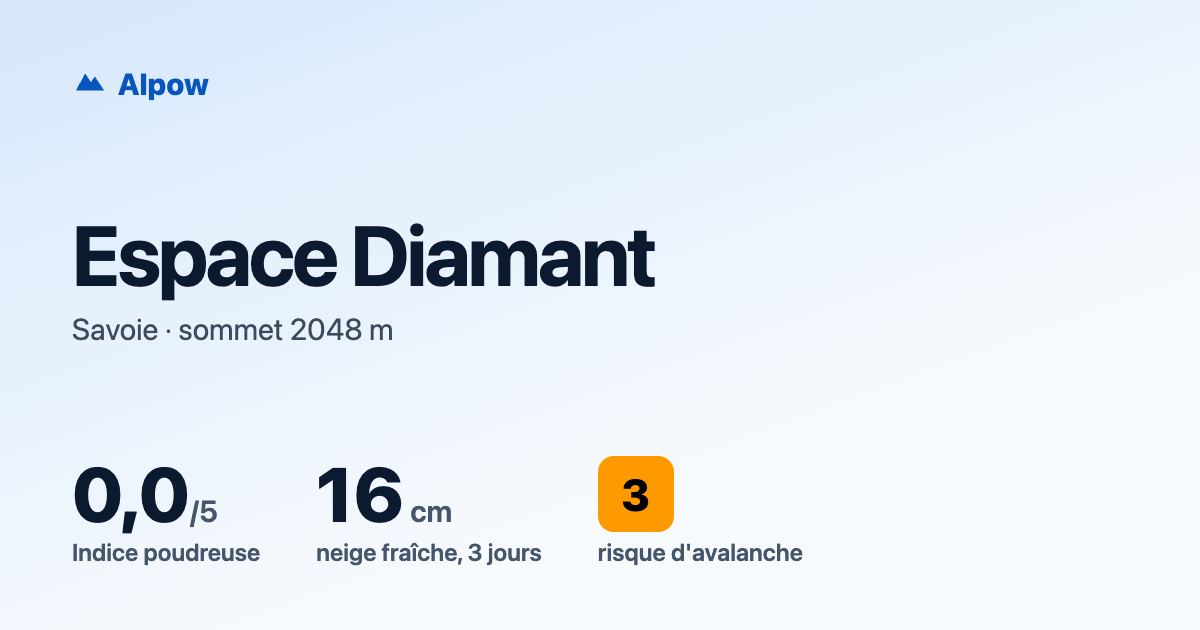 Alpow
Espace Diamant
Savoie · sommet 2048 m
0,0/5
Indice poudreuse
16 cm
neige fraîche, 3 jours
3
risque d'avalanche